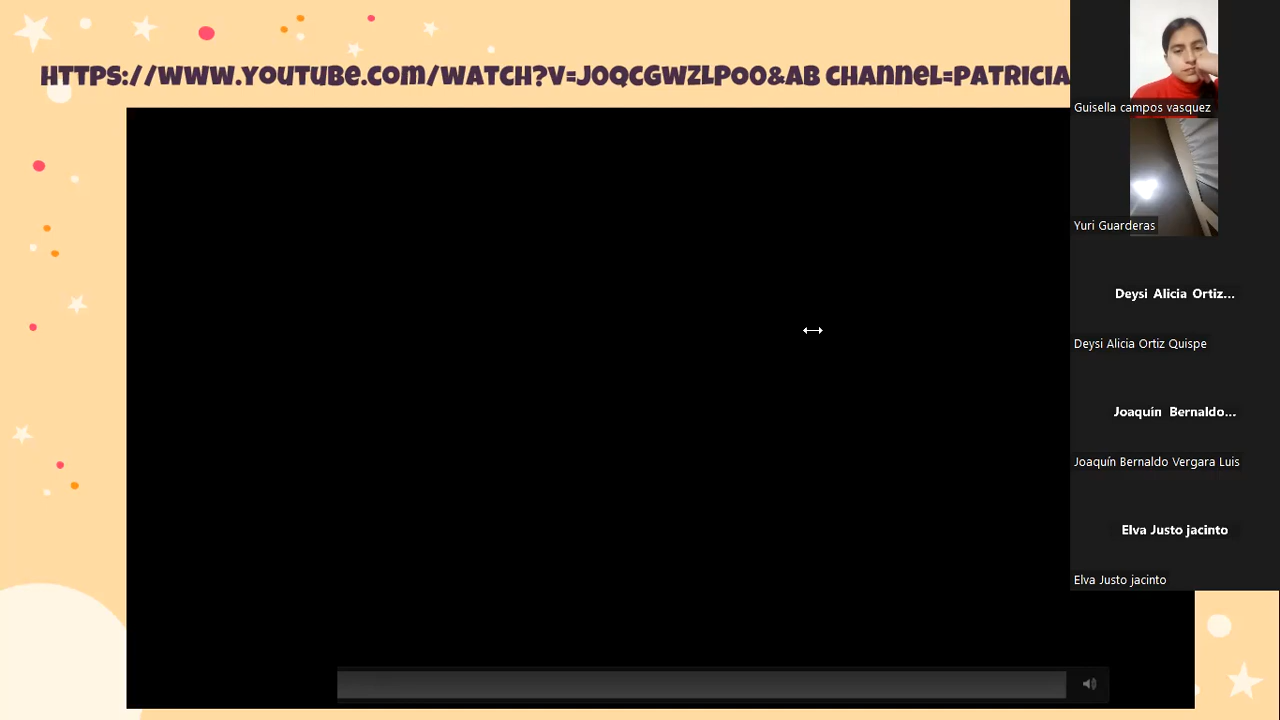 HTTPS://WWW.YOUTUBE.COM/WATCH?V=JOQCGWZLPOO&AB CHANNEL=PATRICIA
Guisella campos vasquez
Yuri Guarderas
Deysi Alicia Ortiz...
Deysi Alicia Ortiz Quispe
Joaquín Bernaldo...
Joaquín Bernaldo Vergara Luis
Elva Justo jacinto
Elva Justo jacinto